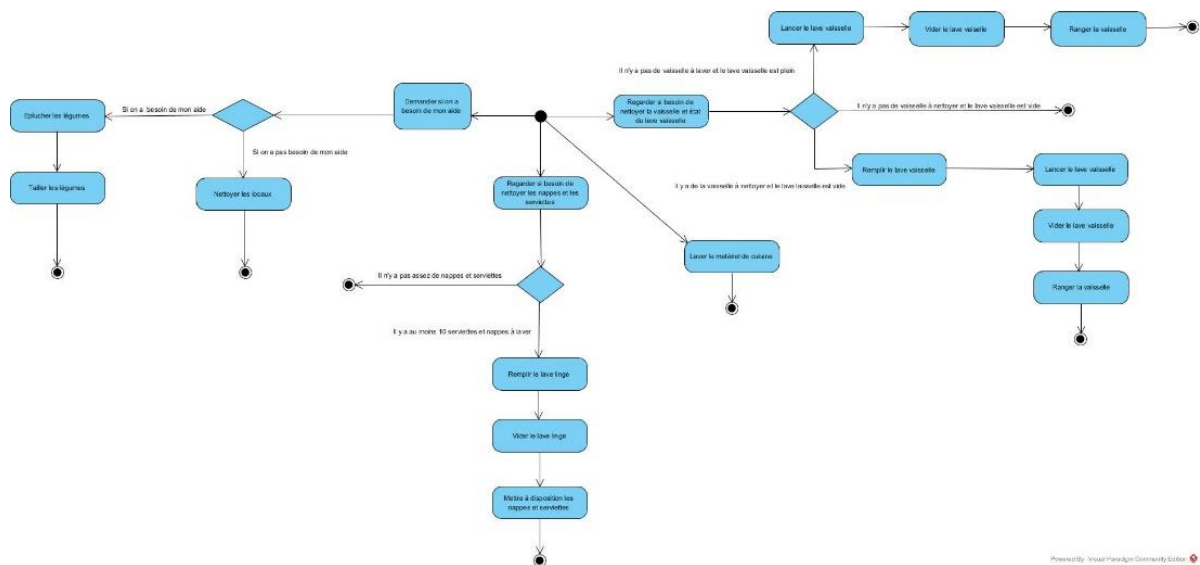 Lancer le lave vaisselle
Vider le lave vaiselle
Ranger la vaisselle
Il n'y a pas de vaisselle à laver et le lave vaisselle est plein
Eplucher les légumes
Si on a besoin de mon aide
Demander si on a
besoin de mon aide
Regarder si besoin de
nettoyer la vaisselle et état
du lave vaisselle
Il n'y a pas de vaisselle à nettoyer et le lave vaisselle est vide
Si on a pas besoin de mon aide
Tailler les légumes
Nettoyer les locaux
Regarder si besoin de
nettoyer les nappes et les
serviettes
Remplir le lave vaisselle
Lancer le lave vaisselle
Il y a de la vaisselle à nettoyer et le lave vaisselle est vide
Vider le lave vaisselle
Laver le matériel de cuisine
Il n'y a pas assez de nappes et serviettes
Ranger la vaisselle
Il y a au moins 10 serviettes et nappes à laver
Remplir le lave linge
Vider le lave linge
Mettre à disposition les
nappes et serviettes
Powered By Visual Paradigm Community Edition